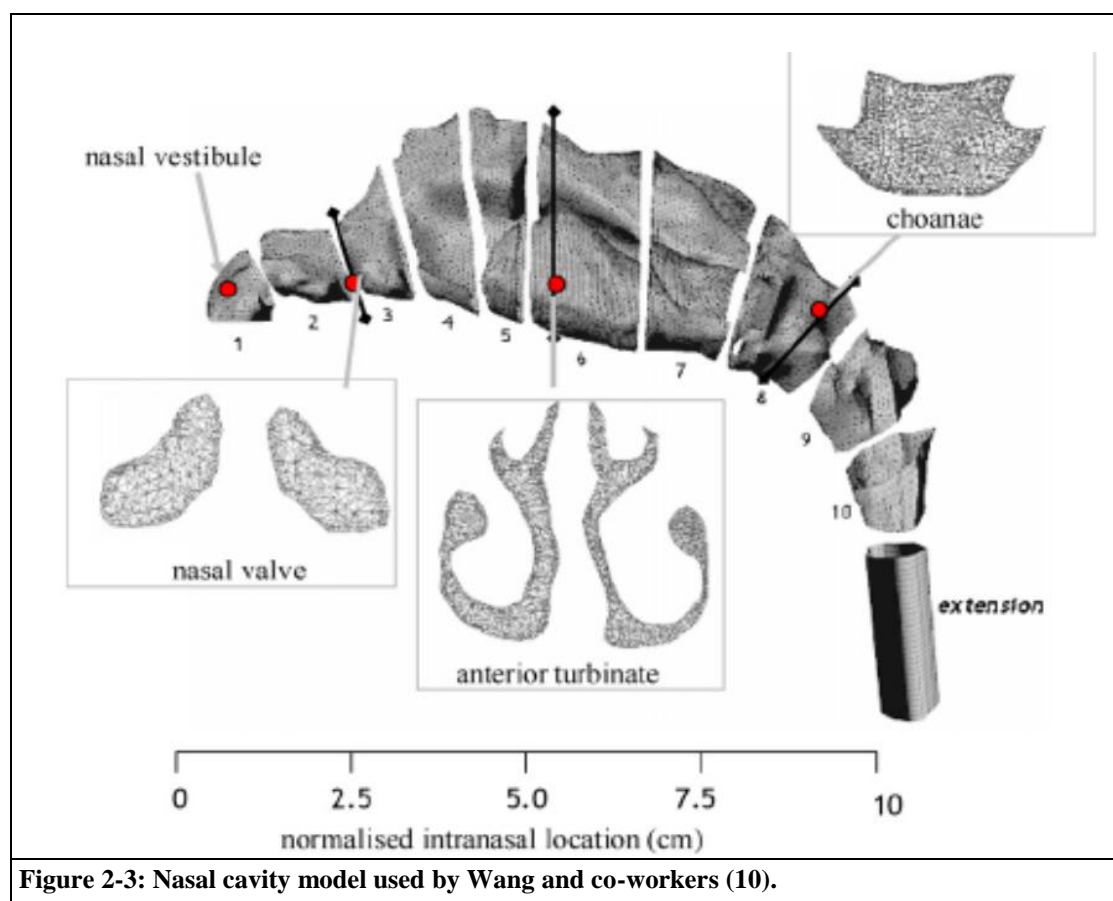 nasal vestibule
choanae
1
2
3
4
5
6
7
8
9
10
nasal valve
anterior turbinate
extension
0 2.5 5.0 7.5 10
normalised intranasal location (cm)
Figure 2-3: Nasal cavity model used by Wang and co-workers (10).